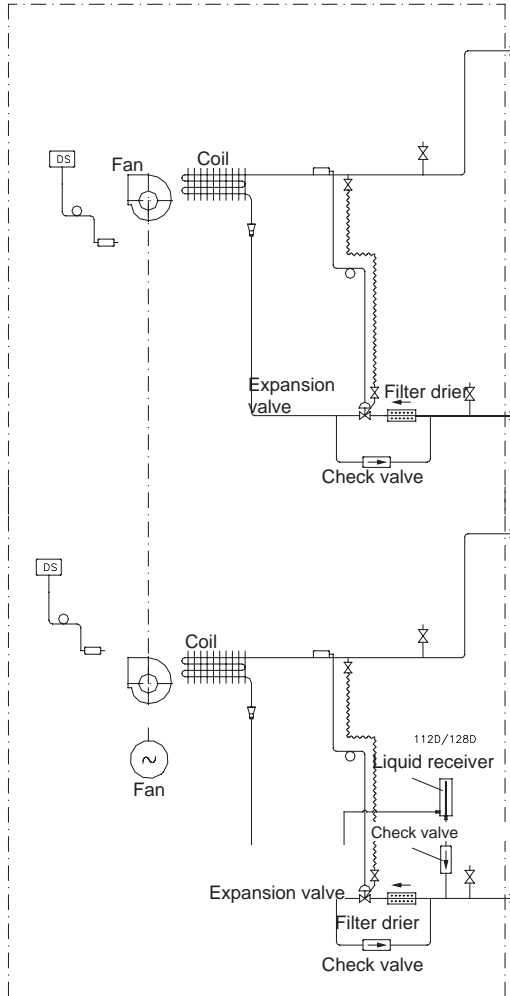 DS
Fan
Coil
Expansion
valve
Filter drier
Check valve
DS
Coil
112D/128D
Liquid receiver
Fan
Check valve
Expansion valve
Filter drier
Check valve